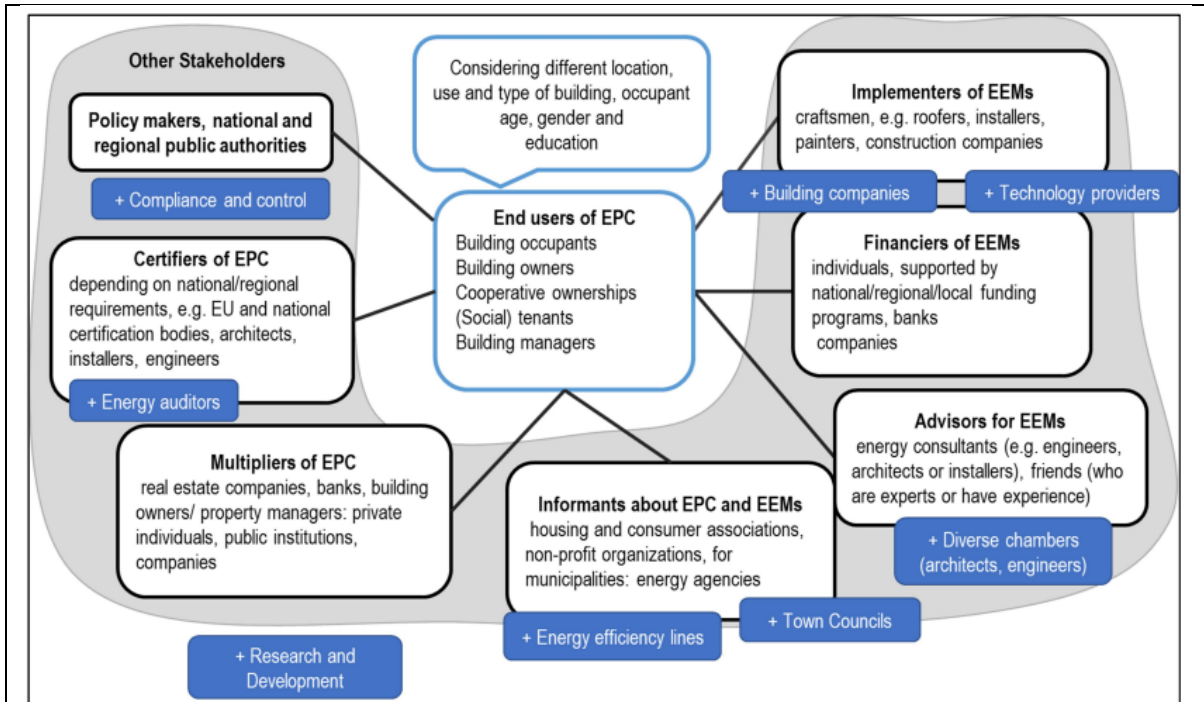 Other Stakeholders
Policy makers, national and
regional public authorities
+ Compliance and control
Certifiers of EPC
depending on national/regional
requirements, e.g. EU and national
certification bodies, architects,
installers, engineers
+ Energy auditors
Multipliers of EPC
real estate companies, banks, building
owners/ property managers: private
individuals, public institutions,
companies
+ Research and
Development
Considering different location,
use and type of building, occupant
age, gender and
education
End users of EPC
Building occupants
Building owners
Cooperative ownerships
(Social) tenants
Building managers
Informants about EPC and EEMs
housing and consumer associations,
non-profit organizations, for
municipalities: energy agencies
+ Energy efficiency lines
+ Town Councils
Implementers of EEMs
craftsmen, e.g. roofers, installers,
painters, construction companies
+ Building companies
+ Technology providers
Financiers of EEMs
individuals, supported by
national/regional/local funding
programs, banks
companies
Advisors for EEMs
energy consultants (e.g. engineers,
architects or installers), friends (who
are experts or have experience)
+ Diverse chambers
(architects, engineers)